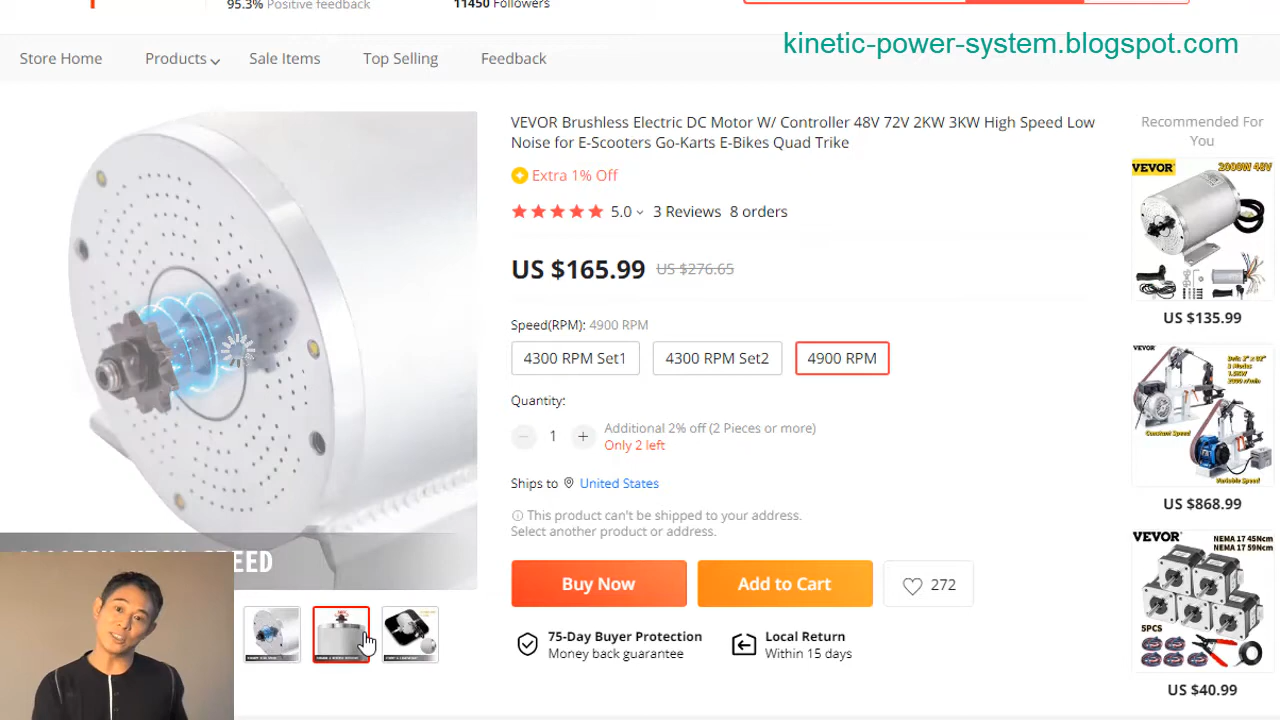 95.3% Positive feedback
11450 Followers
kinetic-power-system.blogspot.com
Store Home Products Sale Items Top Selling Feedback
VEVOR Brushless Electric DC Motor W/ Controller 48V 72V 2KW 3KW High Speed Low
Noise for E-Scooters Go-Karts E-Bikes Quad Trike
Extra 1% Off
5.0 3 Reviews 8 orders
US $165.99 US $276.65
Speed(RPM): 4900 RPM
4300 RPM Set1 4300 RPM Set2 4900 RPM
Quantity:
1
Additional 2% off (2 Pieces or more)
Only 2 left
Ships to United States
This product can't be shipped to your address.
Select another product or address.
Buy Now Add to Cart 272
75-Day Buyer Protection
Money back guarantee
Local Return
Within 15 days
Recommended For
You
VEVOR 2000W 48V
US $135.99
VEVOR
Constant Speed
Variable Speed
US $868.99
VEVOR
NEMA 17 45Ncm
NEMA 17 59Ncm
5PCS
US $40.99